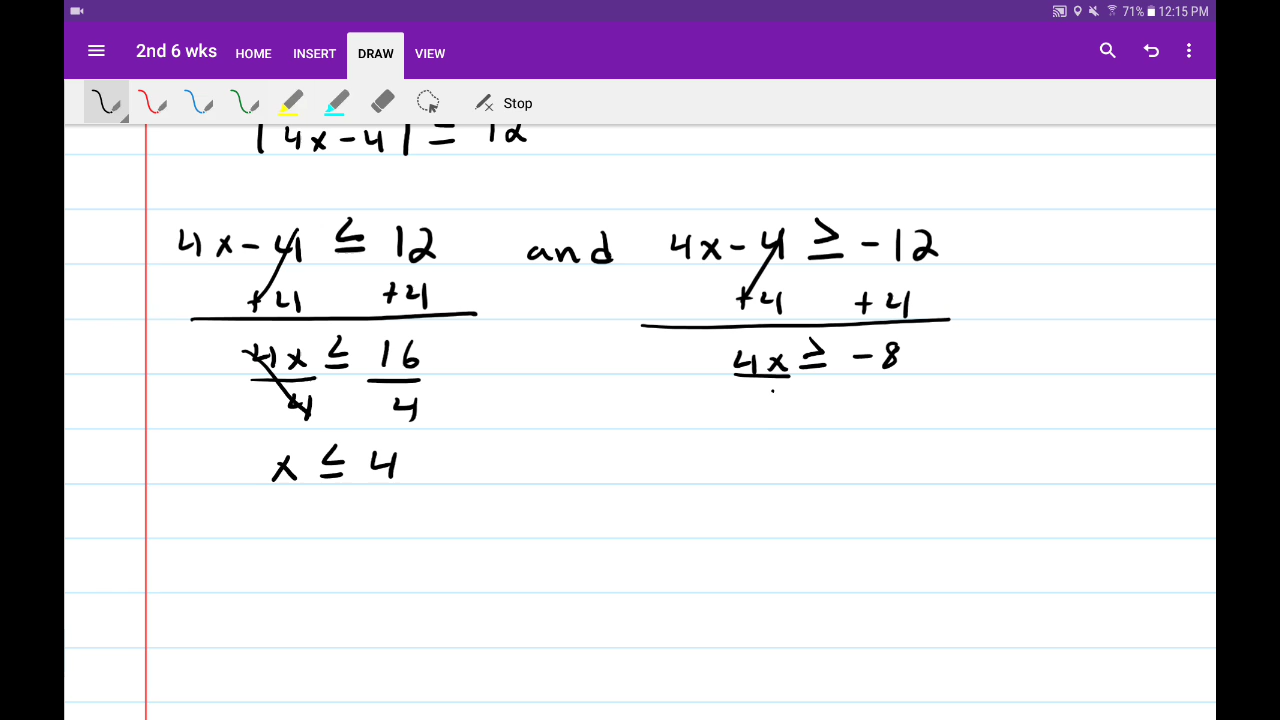 71% 12:15 PM
2nd 6 wks HOME INSERT DRAW VIEW
Stop
|4x-4| ≤ 12
4x-4 ≤ 12 and 4x-4 ≥ -12
+4 +4 +4 +4
4x ≤ 16 4x ≥ -8
4 4
x ≤ 4